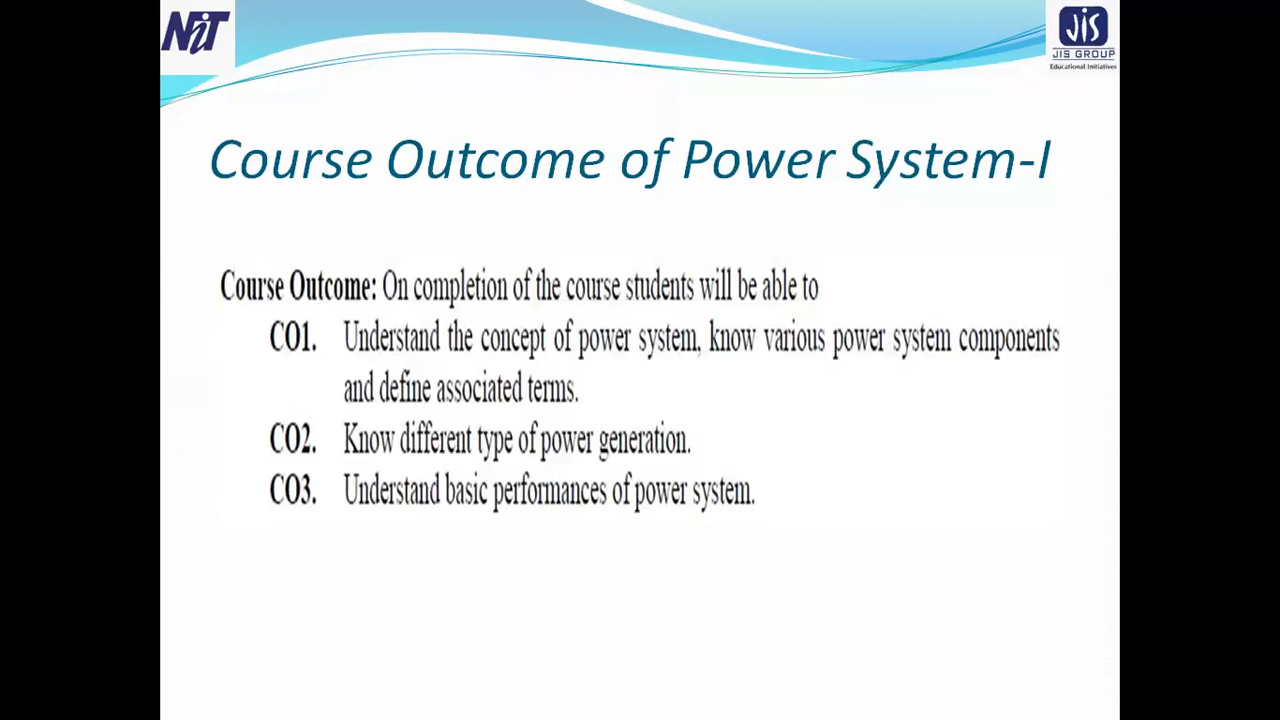 NiT
JIS
JIS GROUP
Educational Initiatives
Course Outcome of Power System-I
Course Outcome: On completion of the course students will be able to
CO1. Understand the concept of power system, know various power system components
and define associated terms.
CO2. Know different type of power generation.
CO3. Understand basic performances of power system.